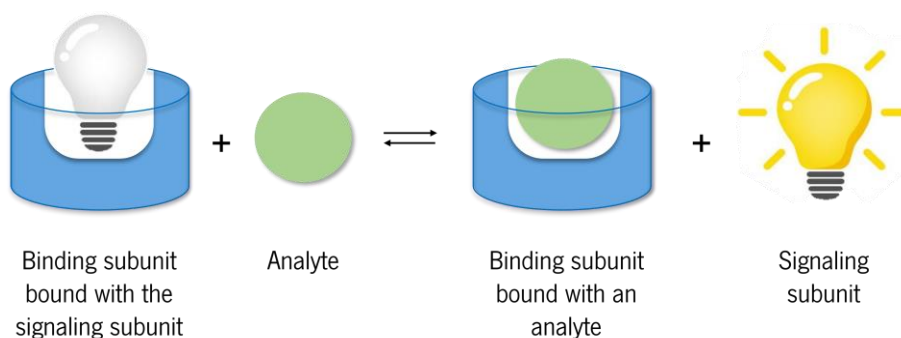 +
+
Binding subunit
bound with the
signaling subunit
Analyte
Binding subunit
bound with an
analyte
Signaling
subunit